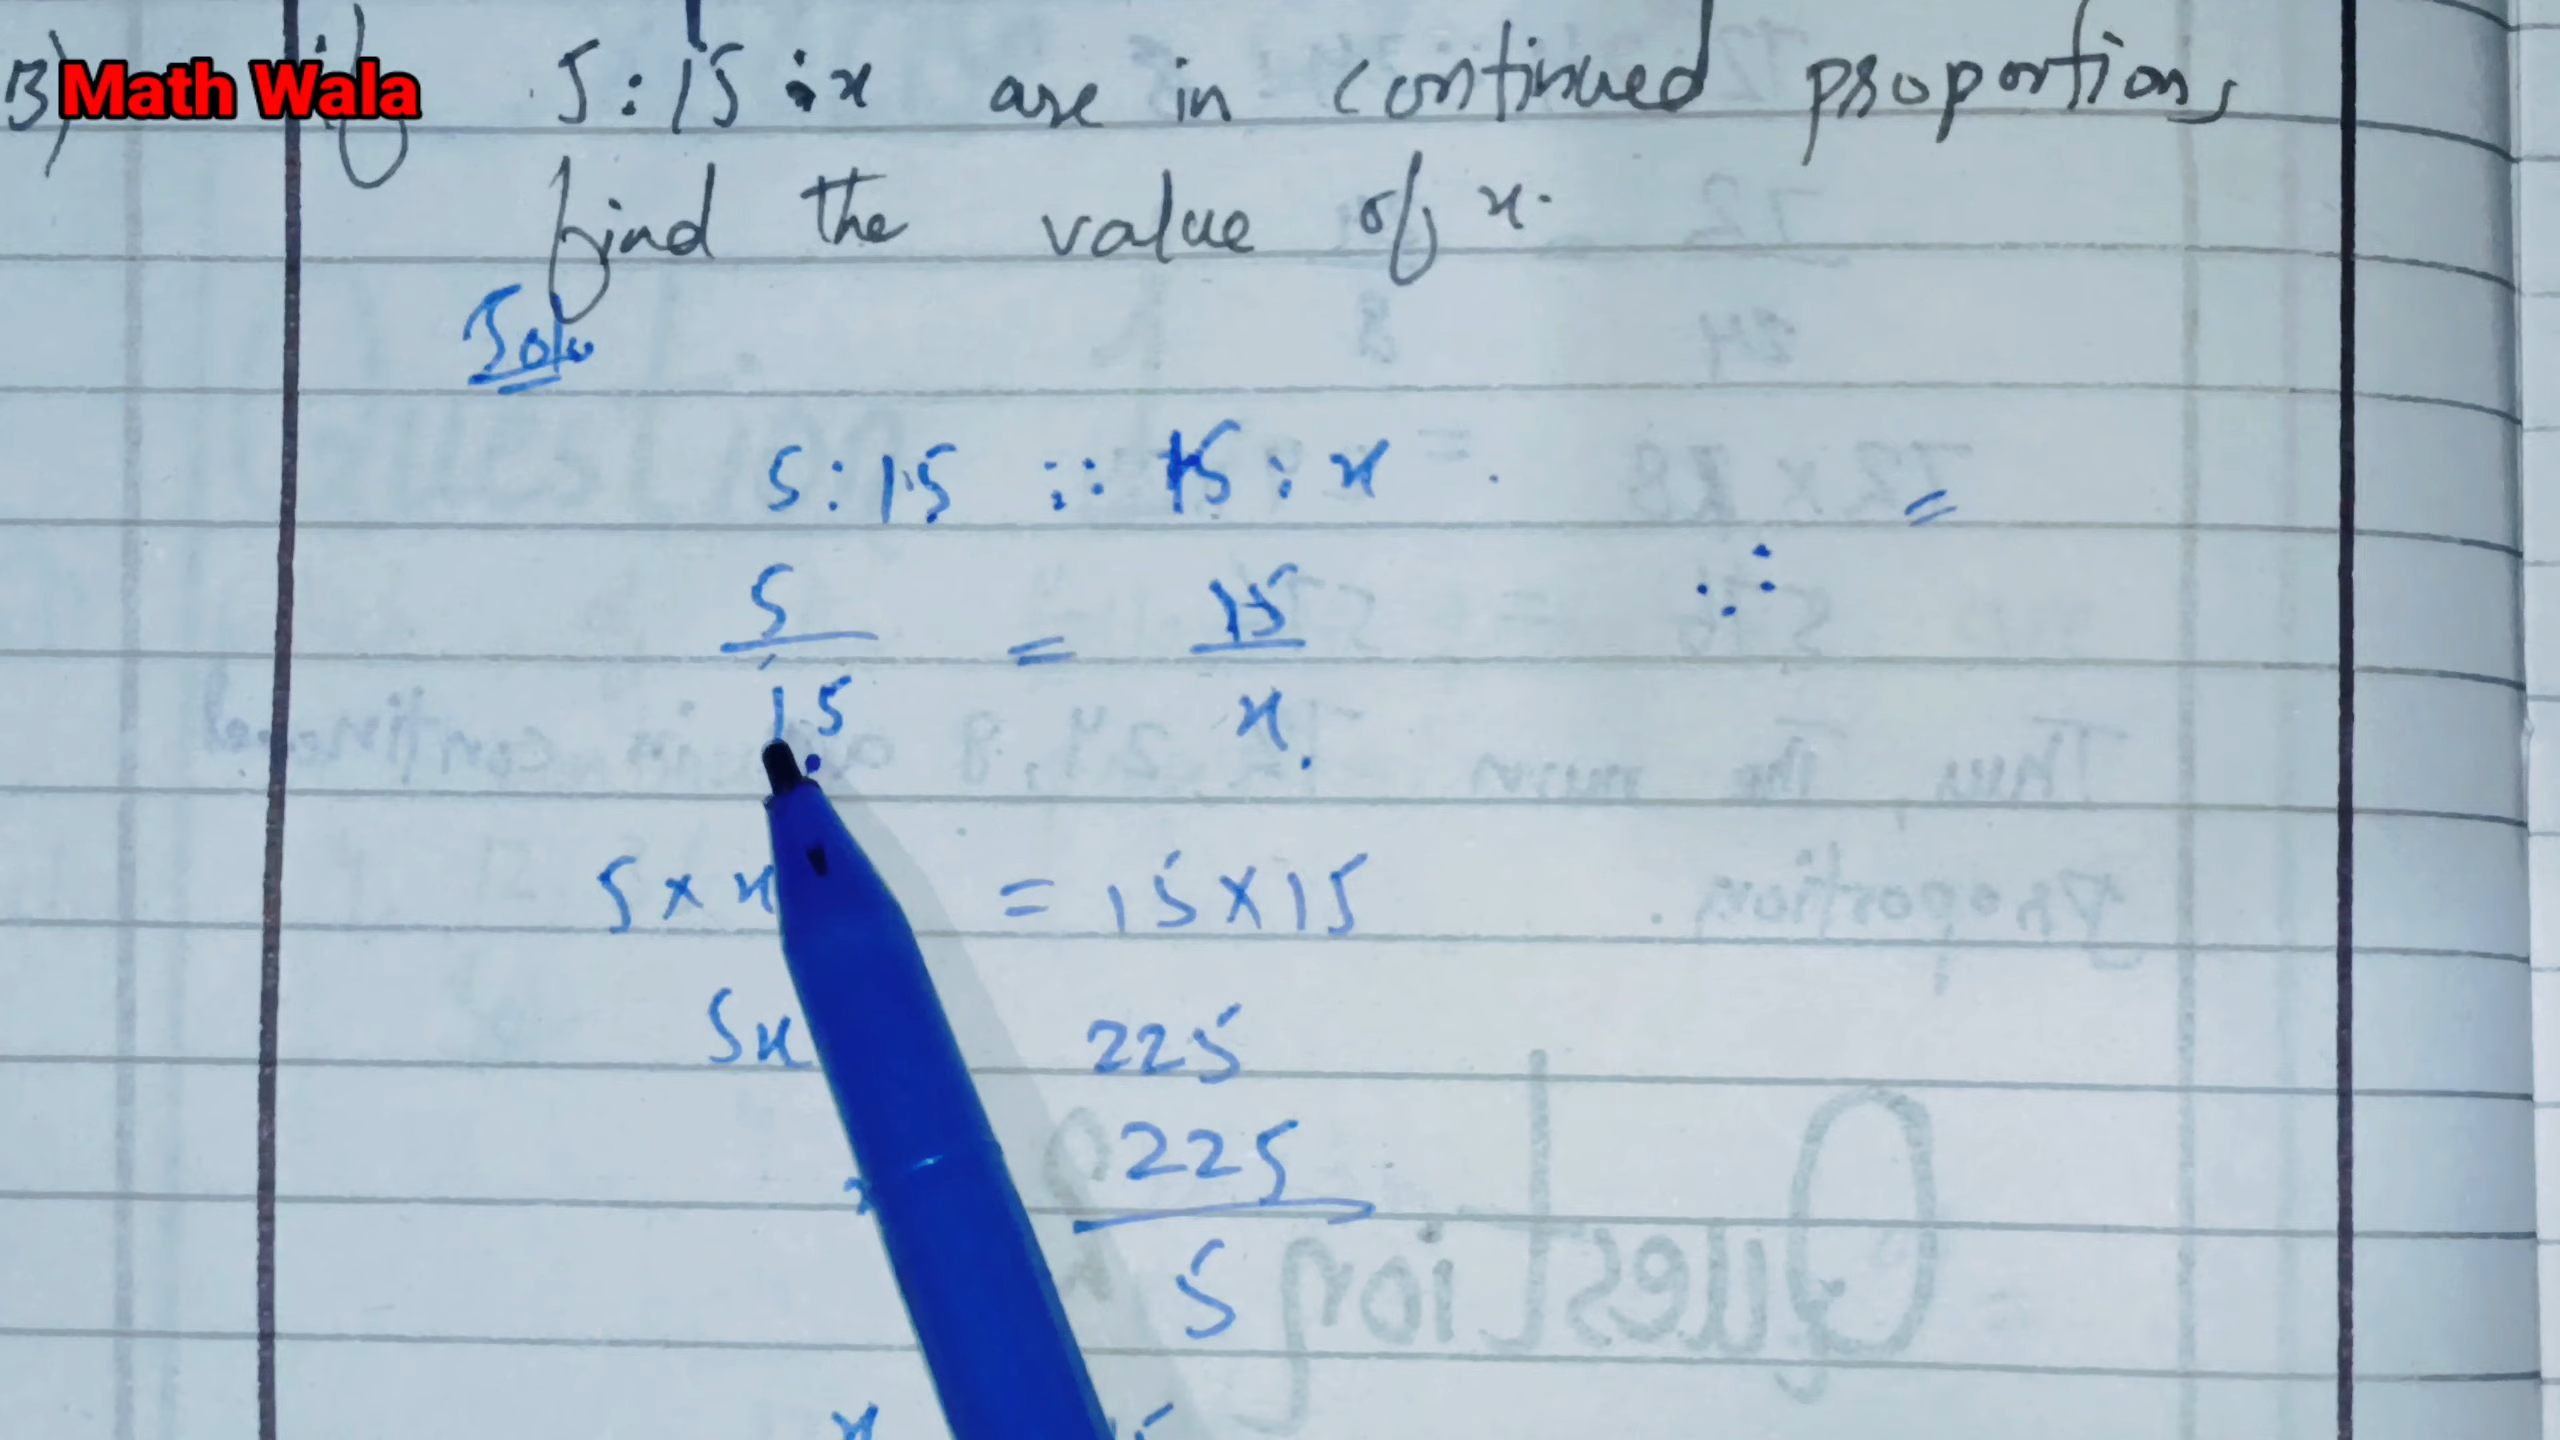 13) Math Wala if 5:15:x are in continued proportion,
find the value of x.
Soln
5:15 :: 15:x
=
5/15 = 15/x
5 × x = 15 × 15
5x 225
225
5
x